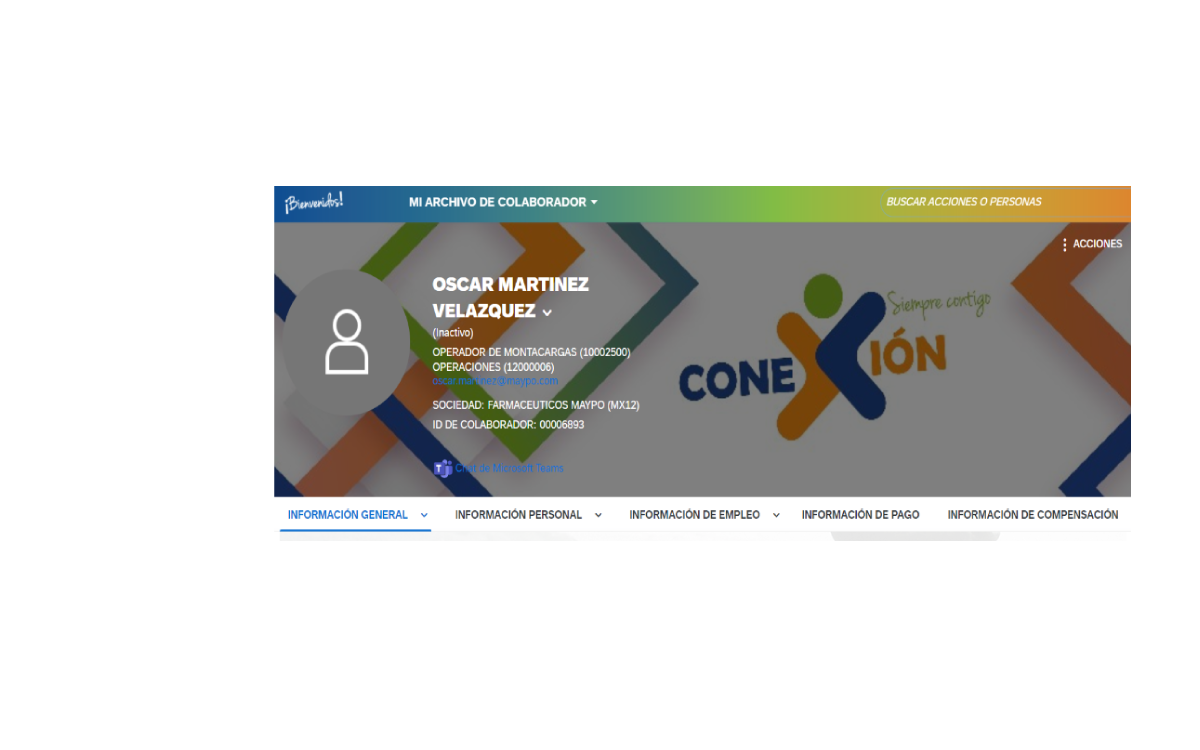 ¡Bienvenidos!
MI ARCHIVO DE COLABORADOR
BUSCAR ACCIONES O PERSONAS
ACCIONES
OSCAR MARTINEZ
VELAZQUEZ
(Inactivo)
OPERADOR DE MONTACARGAS (10002500)
OPERACIONES (12000006)
oscar.martinez@maypo.com
SOCIEDAD: FARMACEUTICOS MAYPO (MX12)
ID DE COLABORADOR: 00006893
Chat de Microsoft Teams
Siempre contigo
CONEXIÓN
INFORMACIÓN GENERAL
INFORMACIÓN PERSONAL
INFORMACIÓN DE EMPLEO
INFORMACIÓN DE PAGO
INFORMACIÓN DE COMPENSACIÓN